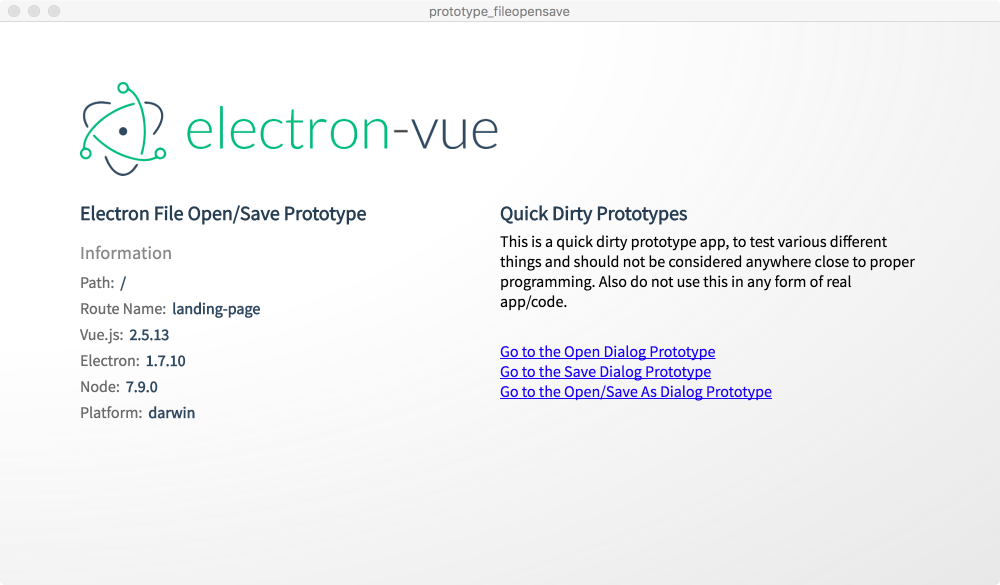 prototype_fileopensave
electron-vue
Electron File Open/Save Prototype
Information
Path: /
Route Name: landing-page
Vue.js: 2.5.13
Electron: 1.7.10
Node: 7.9.0
Platform: darwin
Quick Dirty Prototypes
This is a quick dirty prototype app, to test various different
things and should not be considered anywhere close to proper
programming. Also do not use this in any form of real
app/code.
Go to the Open Dialog Prototype
Go to the Save Dialog Prototype
Go to the Open/Save As Dialog Prototype